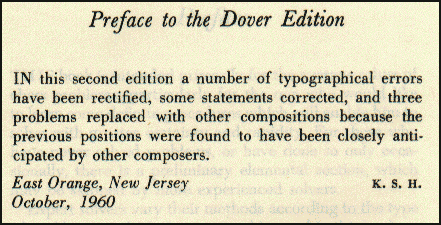 Preface to the Dover Edition
IN this second edition a number of typographical errors
have been rectified, some statements corrected, and three
problems replaced with other compositions because the
previous positions were found to have been closely anti-
cipated by other composers.
East Orange, New Jersey K. S. H.
October, 1960